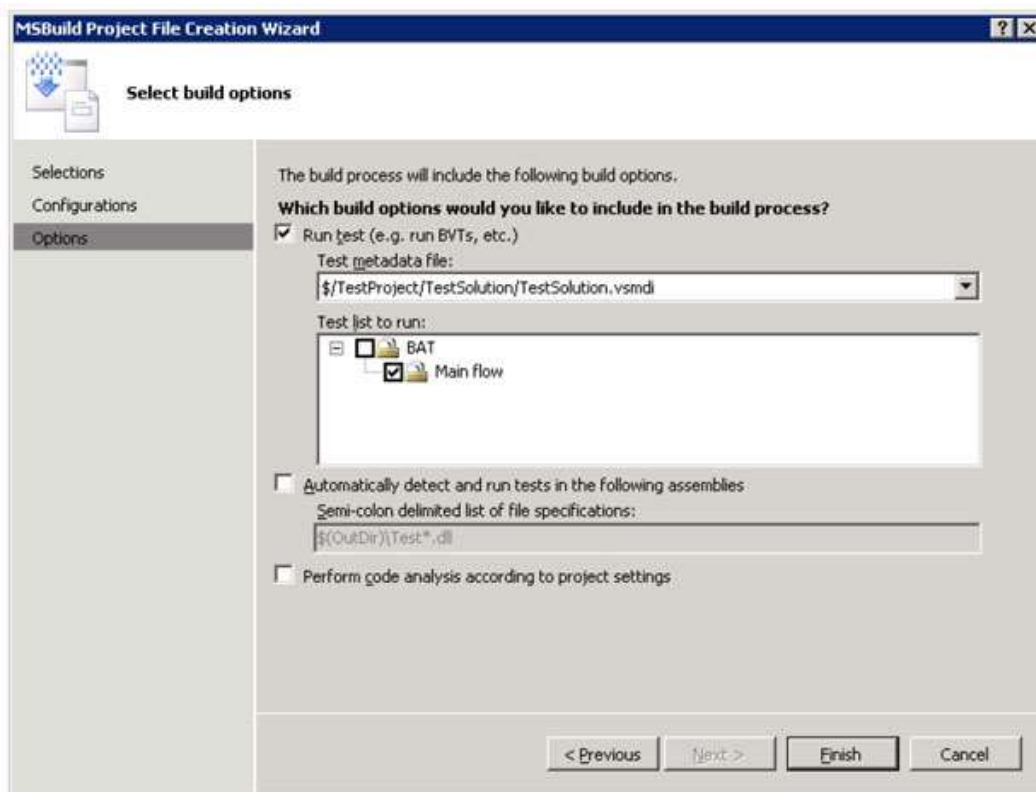 MSBuild Project File Creation Wizard
Select build options
Selections
Configurations
Options
The build process will include the following build options.
Which build options would you like to include in the build process?
Run test (e.g. run BVTs, etc.)
Test metadata file:
$/TestProject/TestSolution/TestSolution.vsmdi
Test list to run:
BAT
Main flow
Automatically detect and run tests in the following assemblies
Semi-colon delimited list of file specifications:
$(OutDir)\Test*.dll
Perform code analysis according to project settings
< Previous
Next >
Finish
Cancel